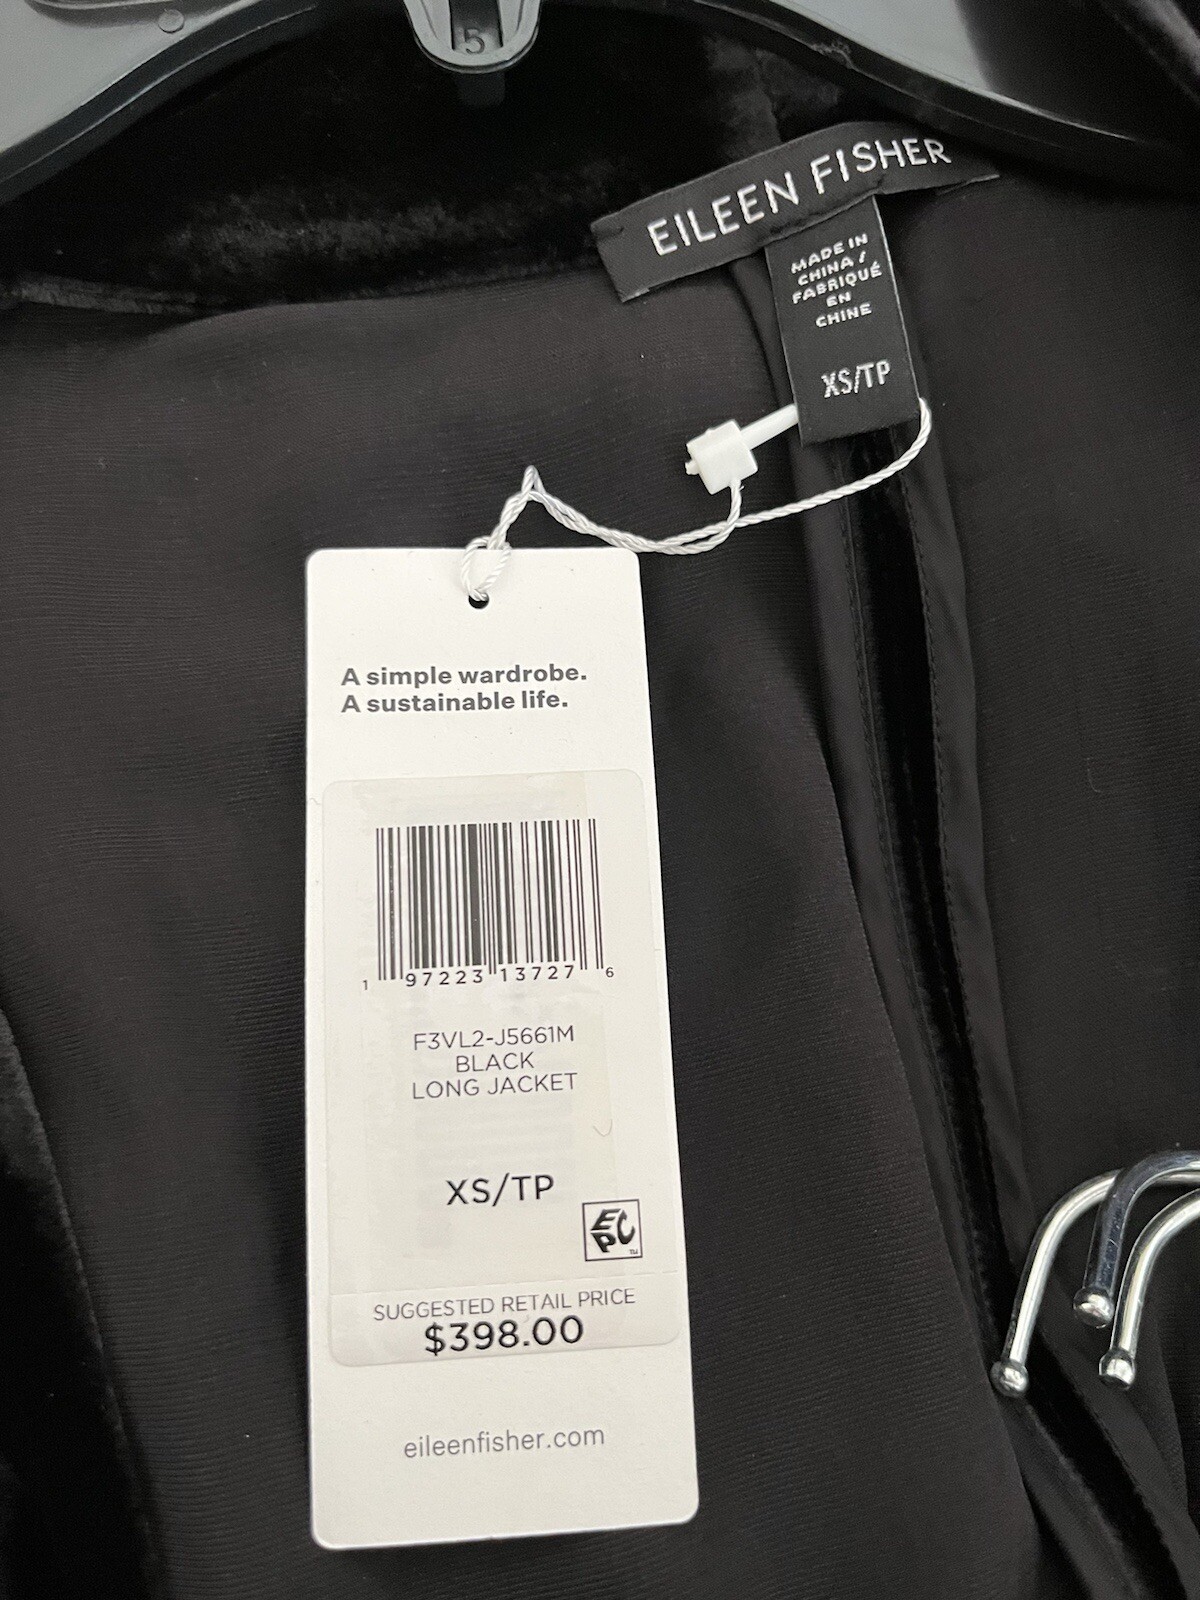 5
EILEEN FISHER
MADE IN
CHINA /
FABRIQUÉ
EN
CHINE
XS/TP
A simple wardrobe.
A sustainable life.
1 97223 13727 6
F3VL2-J5661M
BLACK
LONG JACKET
XS/TP
EPC
TM
SUGGESTED RETAIL PRICE
$398.00
eileenfisher.com